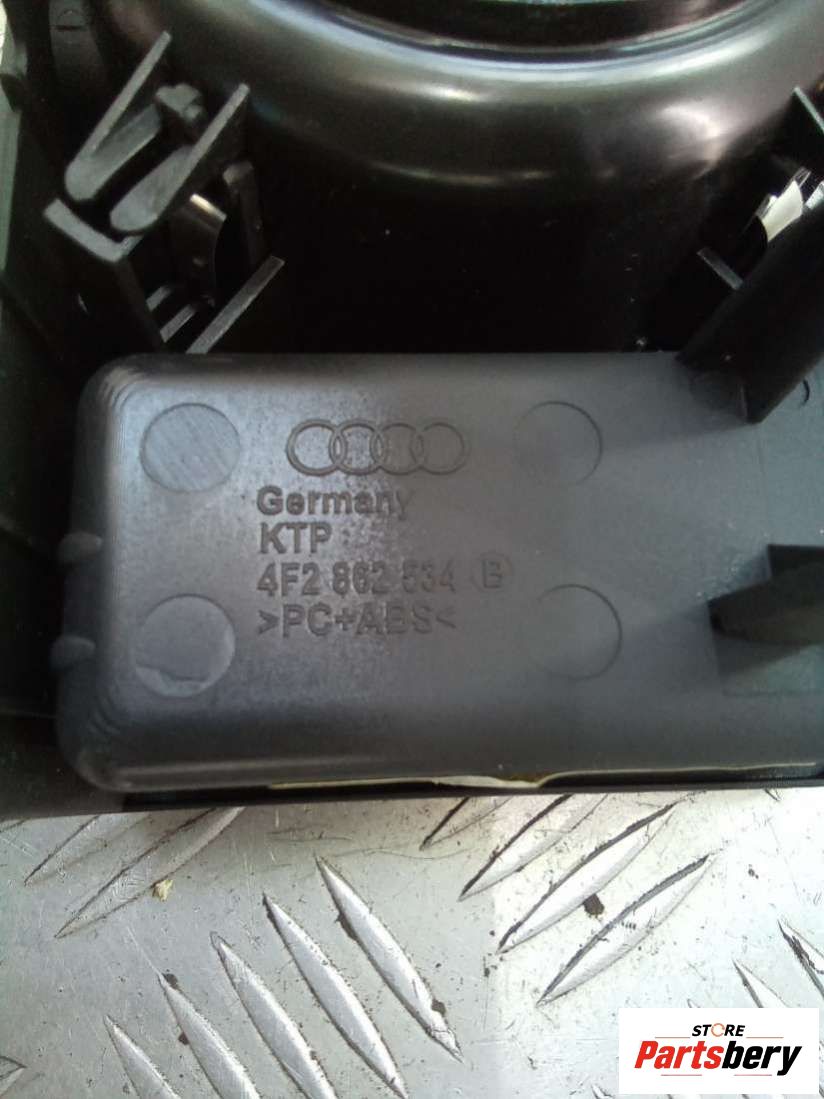 Germany
KTP
4F2 862 534 B
>PC+ABS<
STORE
Partsbery